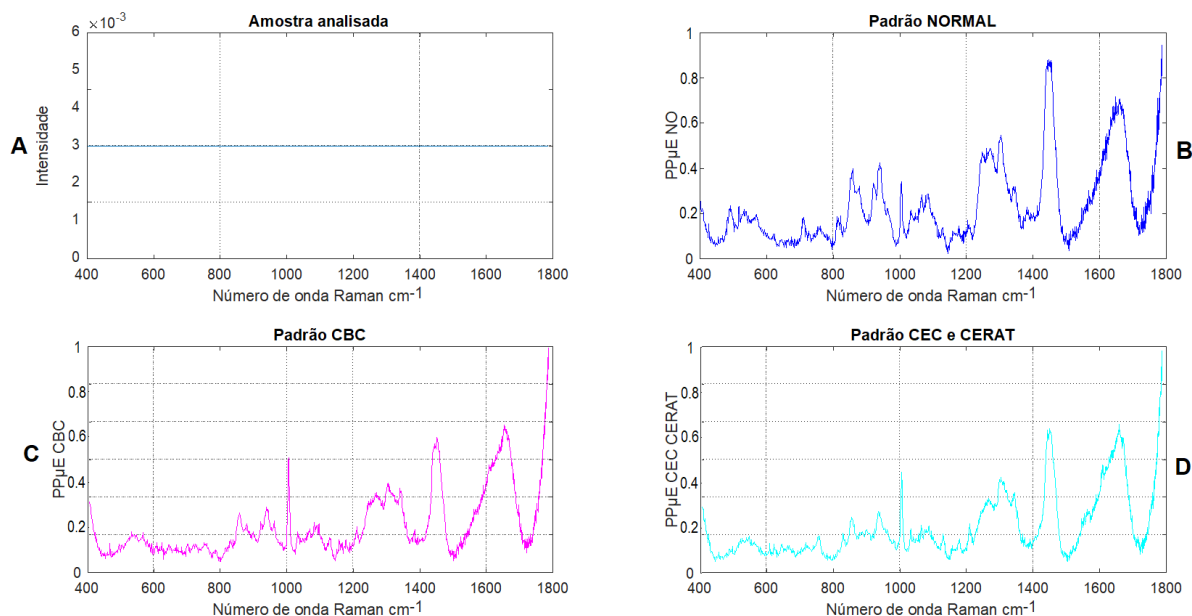 Amostra analisada
×10⁻³
6
5
4
3
2
1
0
Intensidade
A
400 600 800 1000 1200 1400 1600 1800
Número de onda Raman cm⁻¹
Padrão NORMAL
1
0.8
0.6
0.4
0.2
0
PPµE NO
B
400 600 800 1000 1200 1400 1600 1800
Número de onda Raman cm⁻¹
Padrão CBC
1
0.8
0.6
0.4
0.2
0
PPµE CBC
C
400 600 800 1000 1200 1400 1600 1800
Número de onda Raman cm⁻¹
Padrão CEC e CERAT
1
0.8
0.6
0.4
0.2
0
PPµE CEC CERAT
D
400 600 800 1000 1200 1400 1600 1800
Número de onda Raman cm⁻¹